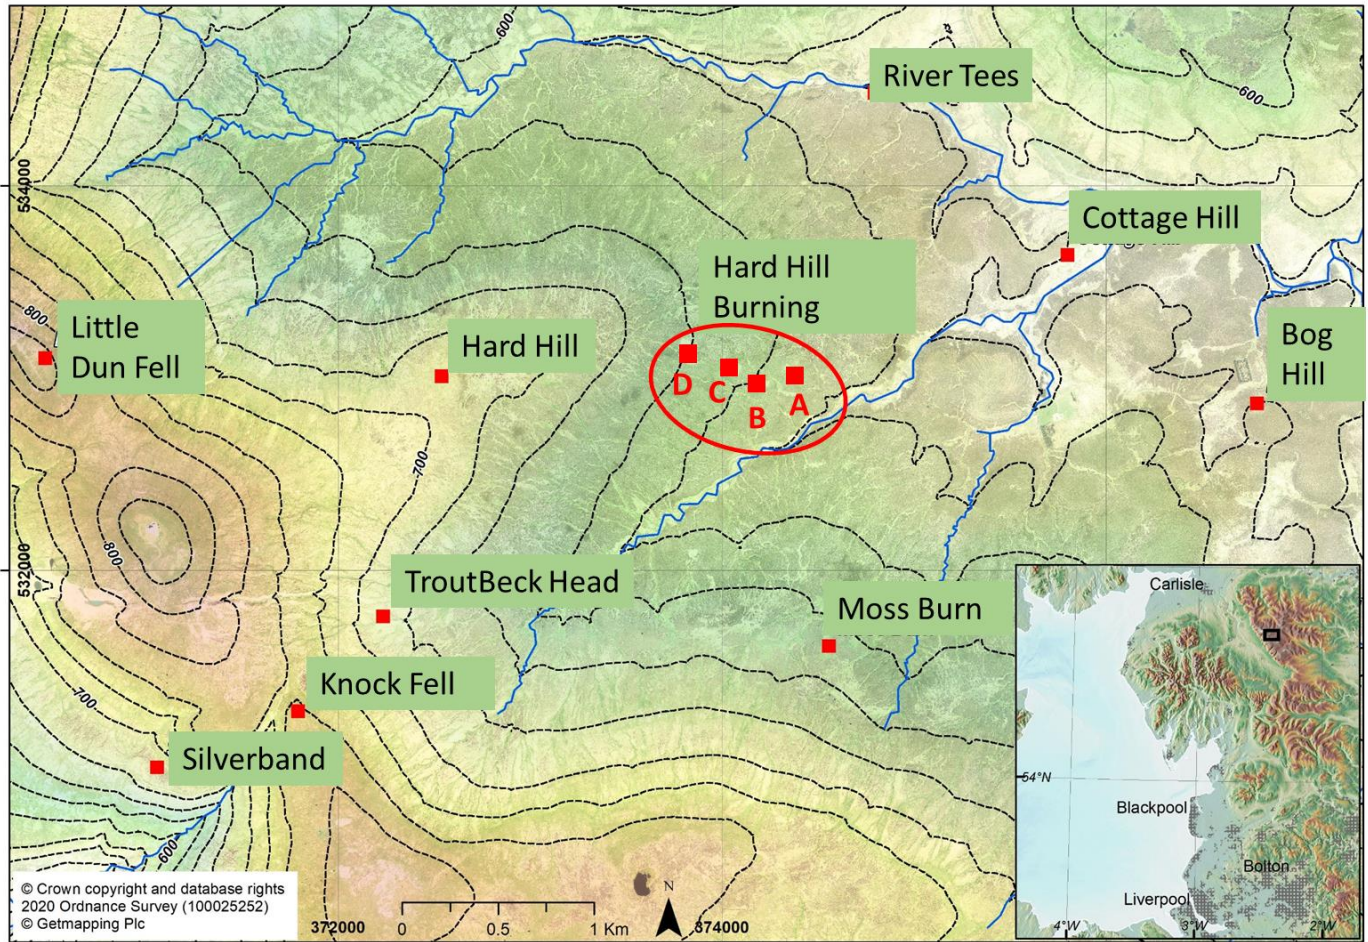 600
River Tees
600
534000
Cottage Hill
Hard Hill
Burning
800
Little
Dun Fell
Hard Hill
Bog
Hill
D
C
B
A
700
800
532000
TroutBeck Head
Moss Burn
Carlisle
Knock Fell
700
Silverband
54°N
Blackpool
600
Bolton
Liverpool
© Crown copyright and database rights
2020 Ordnance Survey (100025252)
© Getmapping Plc
N
372000
0 0.5 1 Km
374000
4°W
3°W
2°W